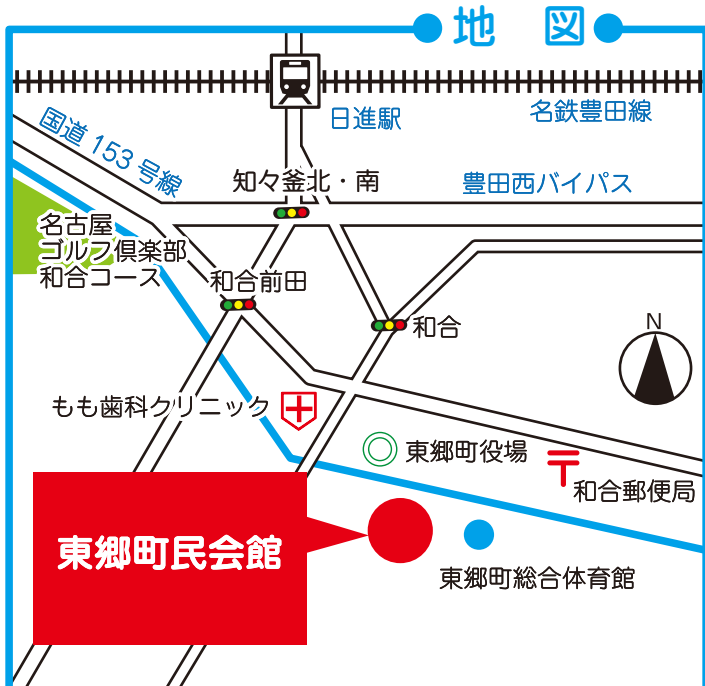 地 図
日進駅
名鉄豊田線
国道153号線
知々釜北・南
豊田西バイパス
名古屋
ゴルフ倶楽部
和合コース
和合前田
和合
N
もも歯科クリニック
東郷町役場
和合郵便局
東郷町民会館
東郷町総合体育館